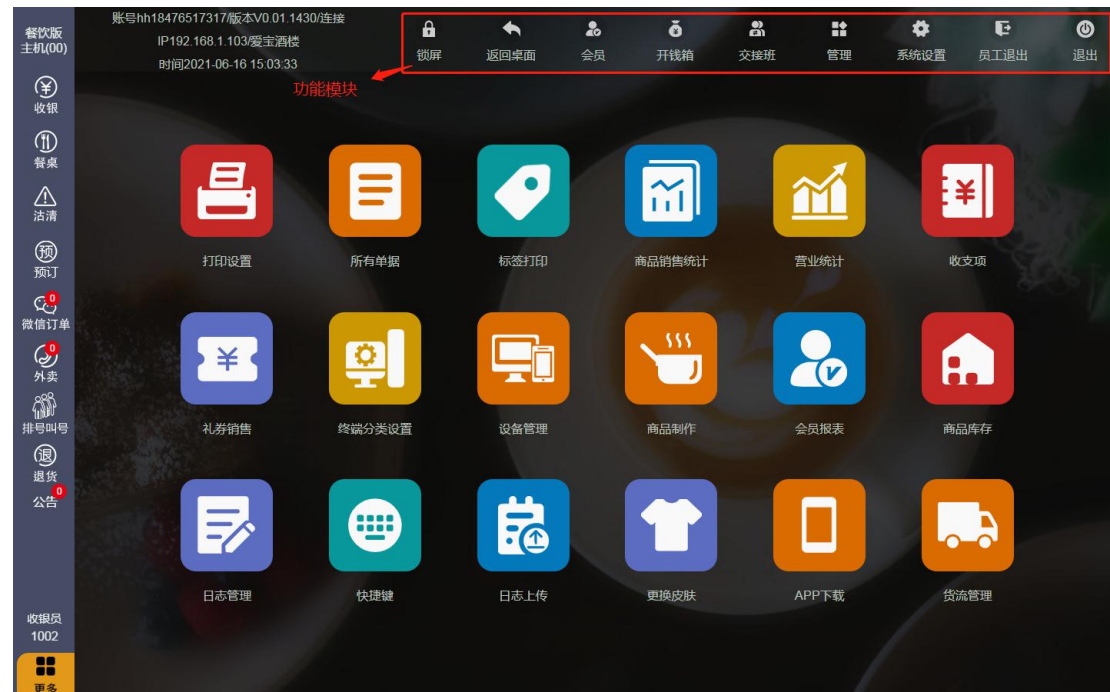 餐饮版
主机(00)
账号hh18476517317/版本V0.01.1430/连接
IP192.168.1.103/爱宝酒楼
时间2021-06-16 15:03:33
锁屏
返回桌面
会员
开钱箱
交接班
管理
系统设置
员工退出
退出
功能模块
收银
餐桌
沽清
预
预订
0
微信订单
0
外卖
排号叫号
退
退货
0
公告
打印设置
所有单据
标签打印
商品销售统计
营业统计
收支项
礼券销售
终端分类设置
设备管理
商品制作
会员报表
商品库存
日志管理
快捷键
日志上传
更换皮肤
APP下载
货流管理
收银员
1002
更多